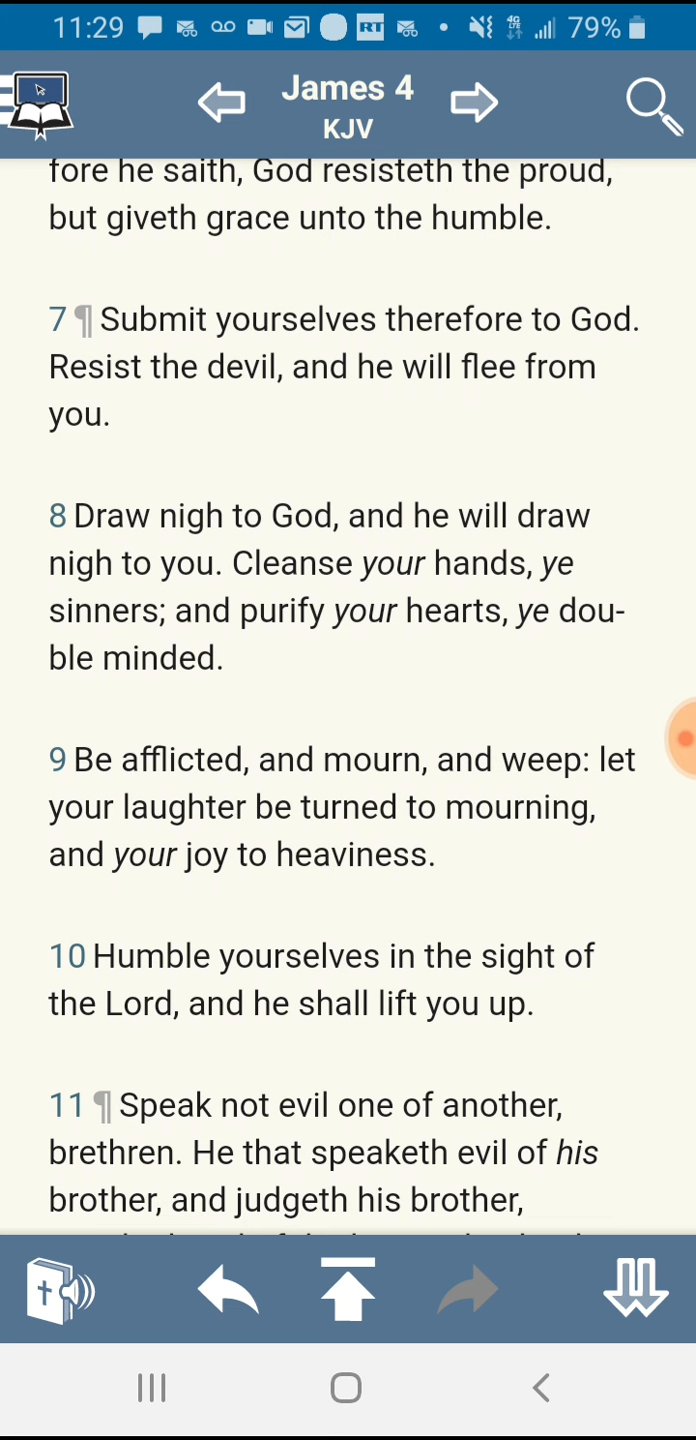 11:29 RT 4G LTE 79%
James 4
KJV
fore he saith, God resisteth the proud,
but giveth grace unto the humble.
7 ¶ Submit yourselves therefore to God.
Resist the devil, and he will flee from
you.
8 Draw nigh to God, and he will draw
nigh to you. Cleanse your hands, ye
sinners; and purify your hearts, ye dou-
ble minded.
9 Be afflicted, and mourn, and weep: let
your laughter be turned to mourning,
and your joy to heaviness.
10 Humble yourselves in the sight of
the Lord, and he shall lift you up.
11 ¶ Speak not evil one of another,
brethren. He that speaketh evil of his
brother, and judgeth his brother,